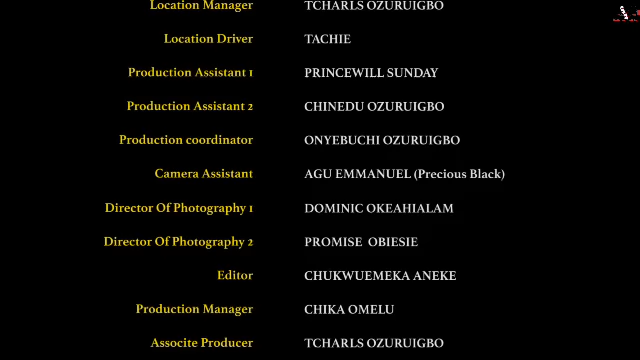 Location Manager TCHARLS OZURUIGBO
Location Driver TACHIE
Production Assistant 1 PRINCEWILL SUNDAY
Production Assistant 2 CHINEDU OZURUIGBO
Production coordinator ONYEBUCHI OZURUIGBO
Camera Assistant AGU EMMANUEL (Precious Black)
Director Of Photography 1 DOMINIC OKEAHIALAM
Director Of Photography 2 PROMISE OBIESIE
Editor CHUKWUEMEKA ANEKE
Production Manager CHIKA OMELU
Associte Producer TCHARLS OZURUIGBO